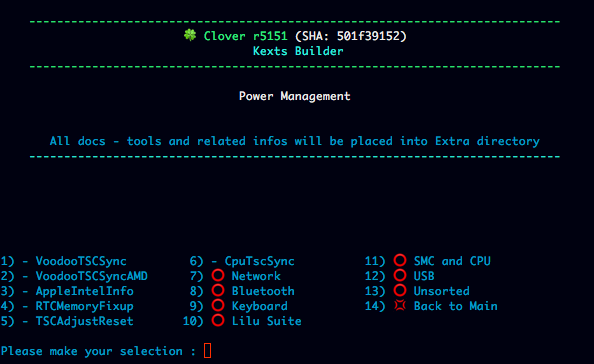 🍀 Clover r5151 (SHA: 501f39152)
Kexts Builder
Power Management
All docs - tools and related infos will be placed into Extra directory
1) - VoodooTSCSync 6) - CpuTscSync 11) ⭕ SMC and CPU
2) - VoodooTSCSyncAMD 7) ⭕ Network 12) ⭕ USB
3) - AppleIntelInfo 8) ⭕ Bluetooth 13) ⭕ Unsorted
4) - RTCMemoryFixup 9) ⭕ Keyboard 14) 💢 Back to Main
5) - TSCAdjustReset 10) ⭕ Lilu Suite
Please make your selection :